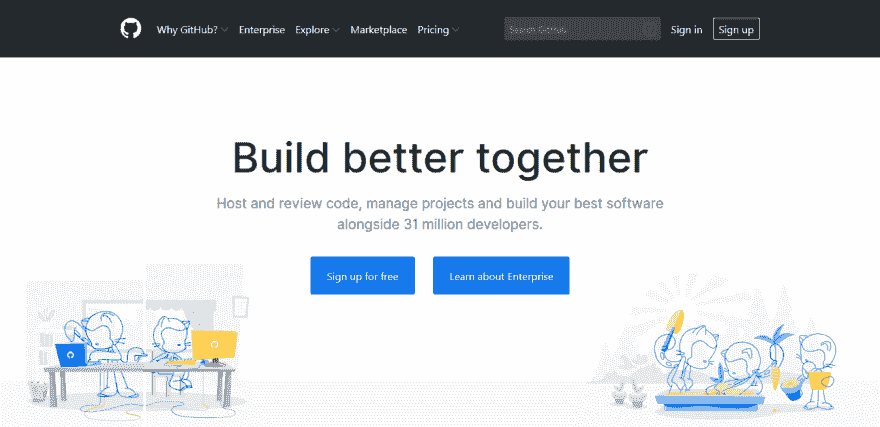 Why GitHub? Enterprise Explore Marketplace Pricing Search GitHub Sign in Sign up
Build better together
Host and review code, manage projects and build your best software
alongside 31 million developers.
Sign up for free Learn about Enterprise